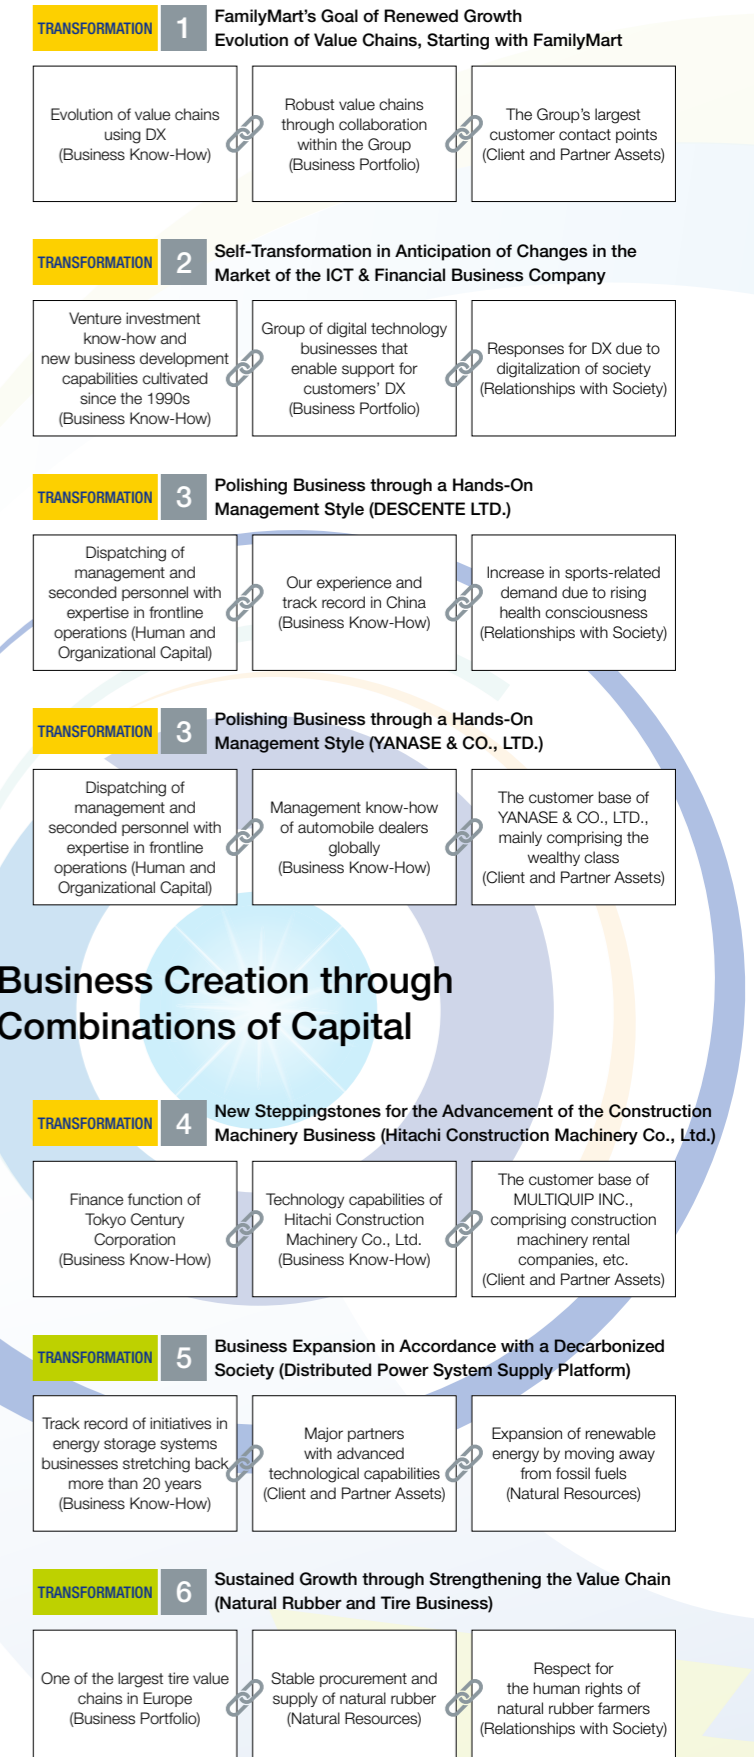 TRANSFORMATION 1
FamilyMart’s Goal of Renewed Growth
Evolution of Value Chains, Starting with FamilyMart
Evolution of value chains
using DX
(Business Know-How)
Robust value chains
through collaboration
within the Group
(Business Portfolio)
The Group’s largest
customer contact points
(Client and Partner Assets)
TRANSFORMATION 2
Self-Transformation in Anticipation of Changes in the
Market of the ICT & Financial Business Company
Venture investment
know-how and
new business development
capabilities cultivated
since the 1990s
(Business Know-How)
Group of digital technology
businesses that
enable support for
customers’ DX
(Business Portfolio)
Responses for DX due to
digitalization of society
(Relationships with Society)
TRANSFORMATION 3
Polishing Business through a Hands-On
Management Style (DESCENTE LTD.)
Dispatching of
management and
seconded personnel with
expertise in frontline
operations (Human and
Organizational Capital)
Our experience and
track record in China
(Business Know-How)
Increase in sports-related
demand due to rising
health consciousness
(Relationships with Society)
TRANSFORMATION 3
Polishing Business through a Hands-On
Management Style (YANASE & CO., LTD.)
Dispatching of
management and
seconded personnel with
expertise in frontline
operations (Human and
Organizational Capital)
Management know-how
of automobile dealers
globally
(Business Know-How)
The customer base of
YANASE & CO., LTD.,
mainly comprising the
wealthy class
(Client and Partner Assets)
Business Creation through
Combinations of Capital
TRANSFORMATION 4
New Steppingstones for the Advancement of the Construction
Machinery Business (Hitachi Construction Machinery Co., Ltd.)
Finance function of
Tokyo Century
Corporation
(Business Know-How)
Technology capabilities of
Hitachi Construction
Machinery Co., Ltd.
(Business Know-How)
The customer base of
MULTIQUIP INC.,
comprising construction
machinery rental
companies, etc.
(Client and Partner Assets)
TRANSFORMATION 5
Business Expansion in Accordance with a Decarbonized
Society (Distributed Power System Supply Platform)
Track record of initiatives in
energy storage systems
businesses stretching back
more than 20 years
(Business Know-How)
Major partners
with advanced
technological capabilities
(Client and Partner Assets)
Expansion of renewable
energy by moving away
from fossil fuels
(Natural Resources)
TRANSFORMATION 6
Sustained Growth through Strengthening the Value Chain
(Natural Rubber and Tire Business)
One of the largest tire value
chains in Europe
(Business Portfolio)
Stable procurement and
supply of natural rubber
(Natural Resources)
Respect for
the human rights of
natural rubber farmers
(Relationships with Society)